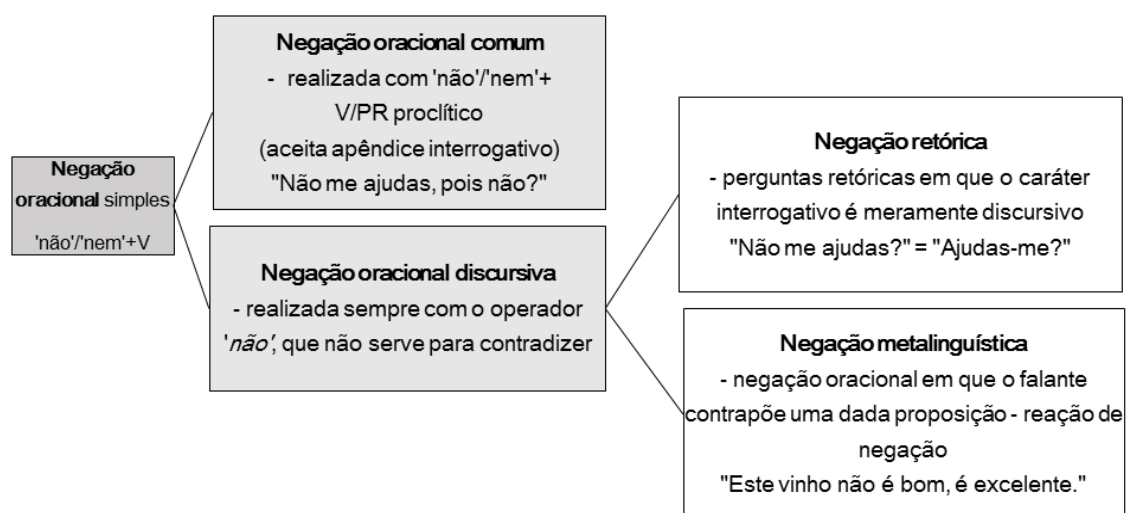 Negação
oracional simples
'não'/'nem'+V
Negação oracional comum
- realizada com 'não'/'nem'+
V/PR proclítico
(aceita apêndice interrogativo)
"Não me ajudas, pois não?"
Negação oracional discursiva
- realizada sempre com o operador
'não', que não serve para contradizer
Negação retórica
- perguntas retóricas em que o caráter
interrogativo é meramente discursivo
"Não me ajudas?" = "Ajudas-me?"
Negação metalinguística
- negação oracional em que o falante
contrapõe uma dada proposição - reação de
negação
"Este vinho não é bom, é excelente."